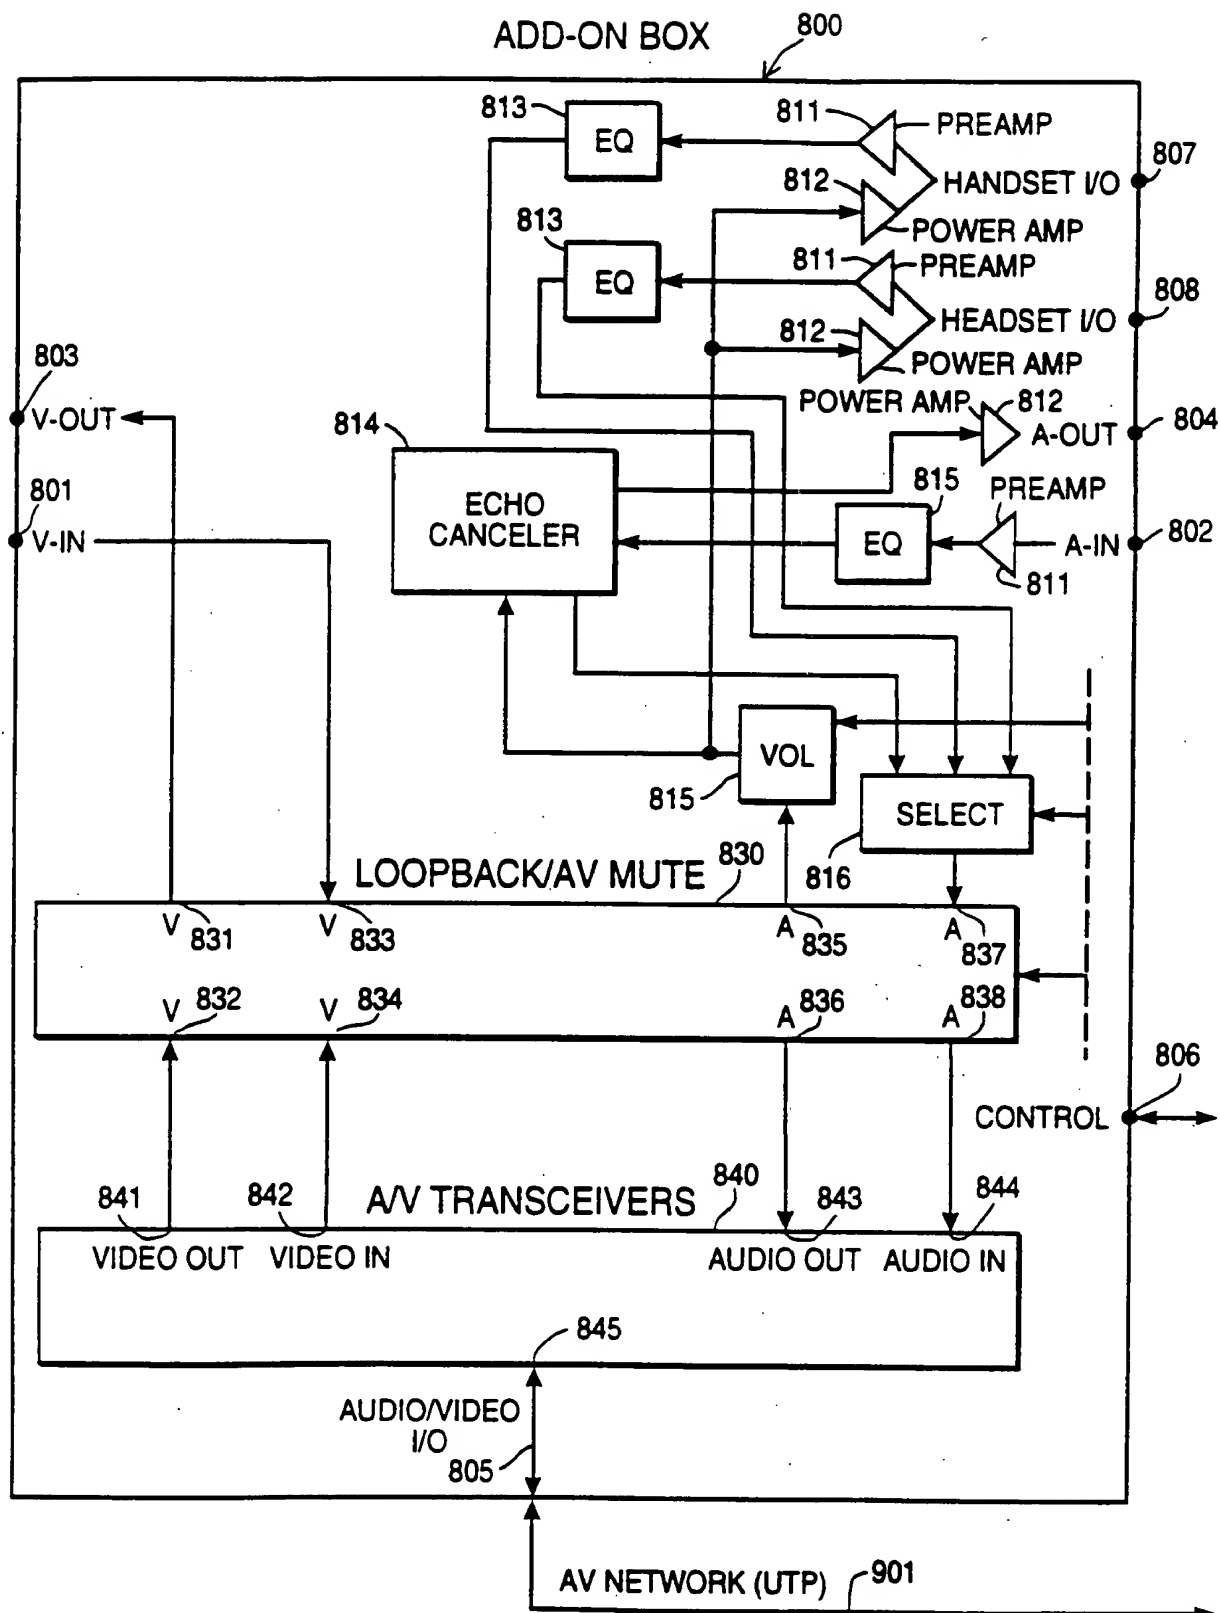 ADD-ON BOX
800
813
EQ
811
PREAMP
807
HANDSET I/O
812
POWER AMP
813
EQ
811
PREAMP
808
HEADSET I/O
812
POWER AMP
803
V-OUT
POWER AMP
812
A-OUT
804
814
ECHO
CANCELER
801
V-IN
815
EQ
PREAMP
A-IN
802
811
VOL
815
SELECT
816
LOOPBACK/AV MUTE
830
V
831
V
833
A
835
A
837
V
832
V
834
A
836
A
838
806
CONTROL
A/V TRANSCEIVERS
840
841
842
843
844
VIDEO OUT
VIDEO IN
AUDIO OUT
AUDIO IN
845
AUDIO/VIDEO
I/O
805
AV NETWORK (UTP)
901